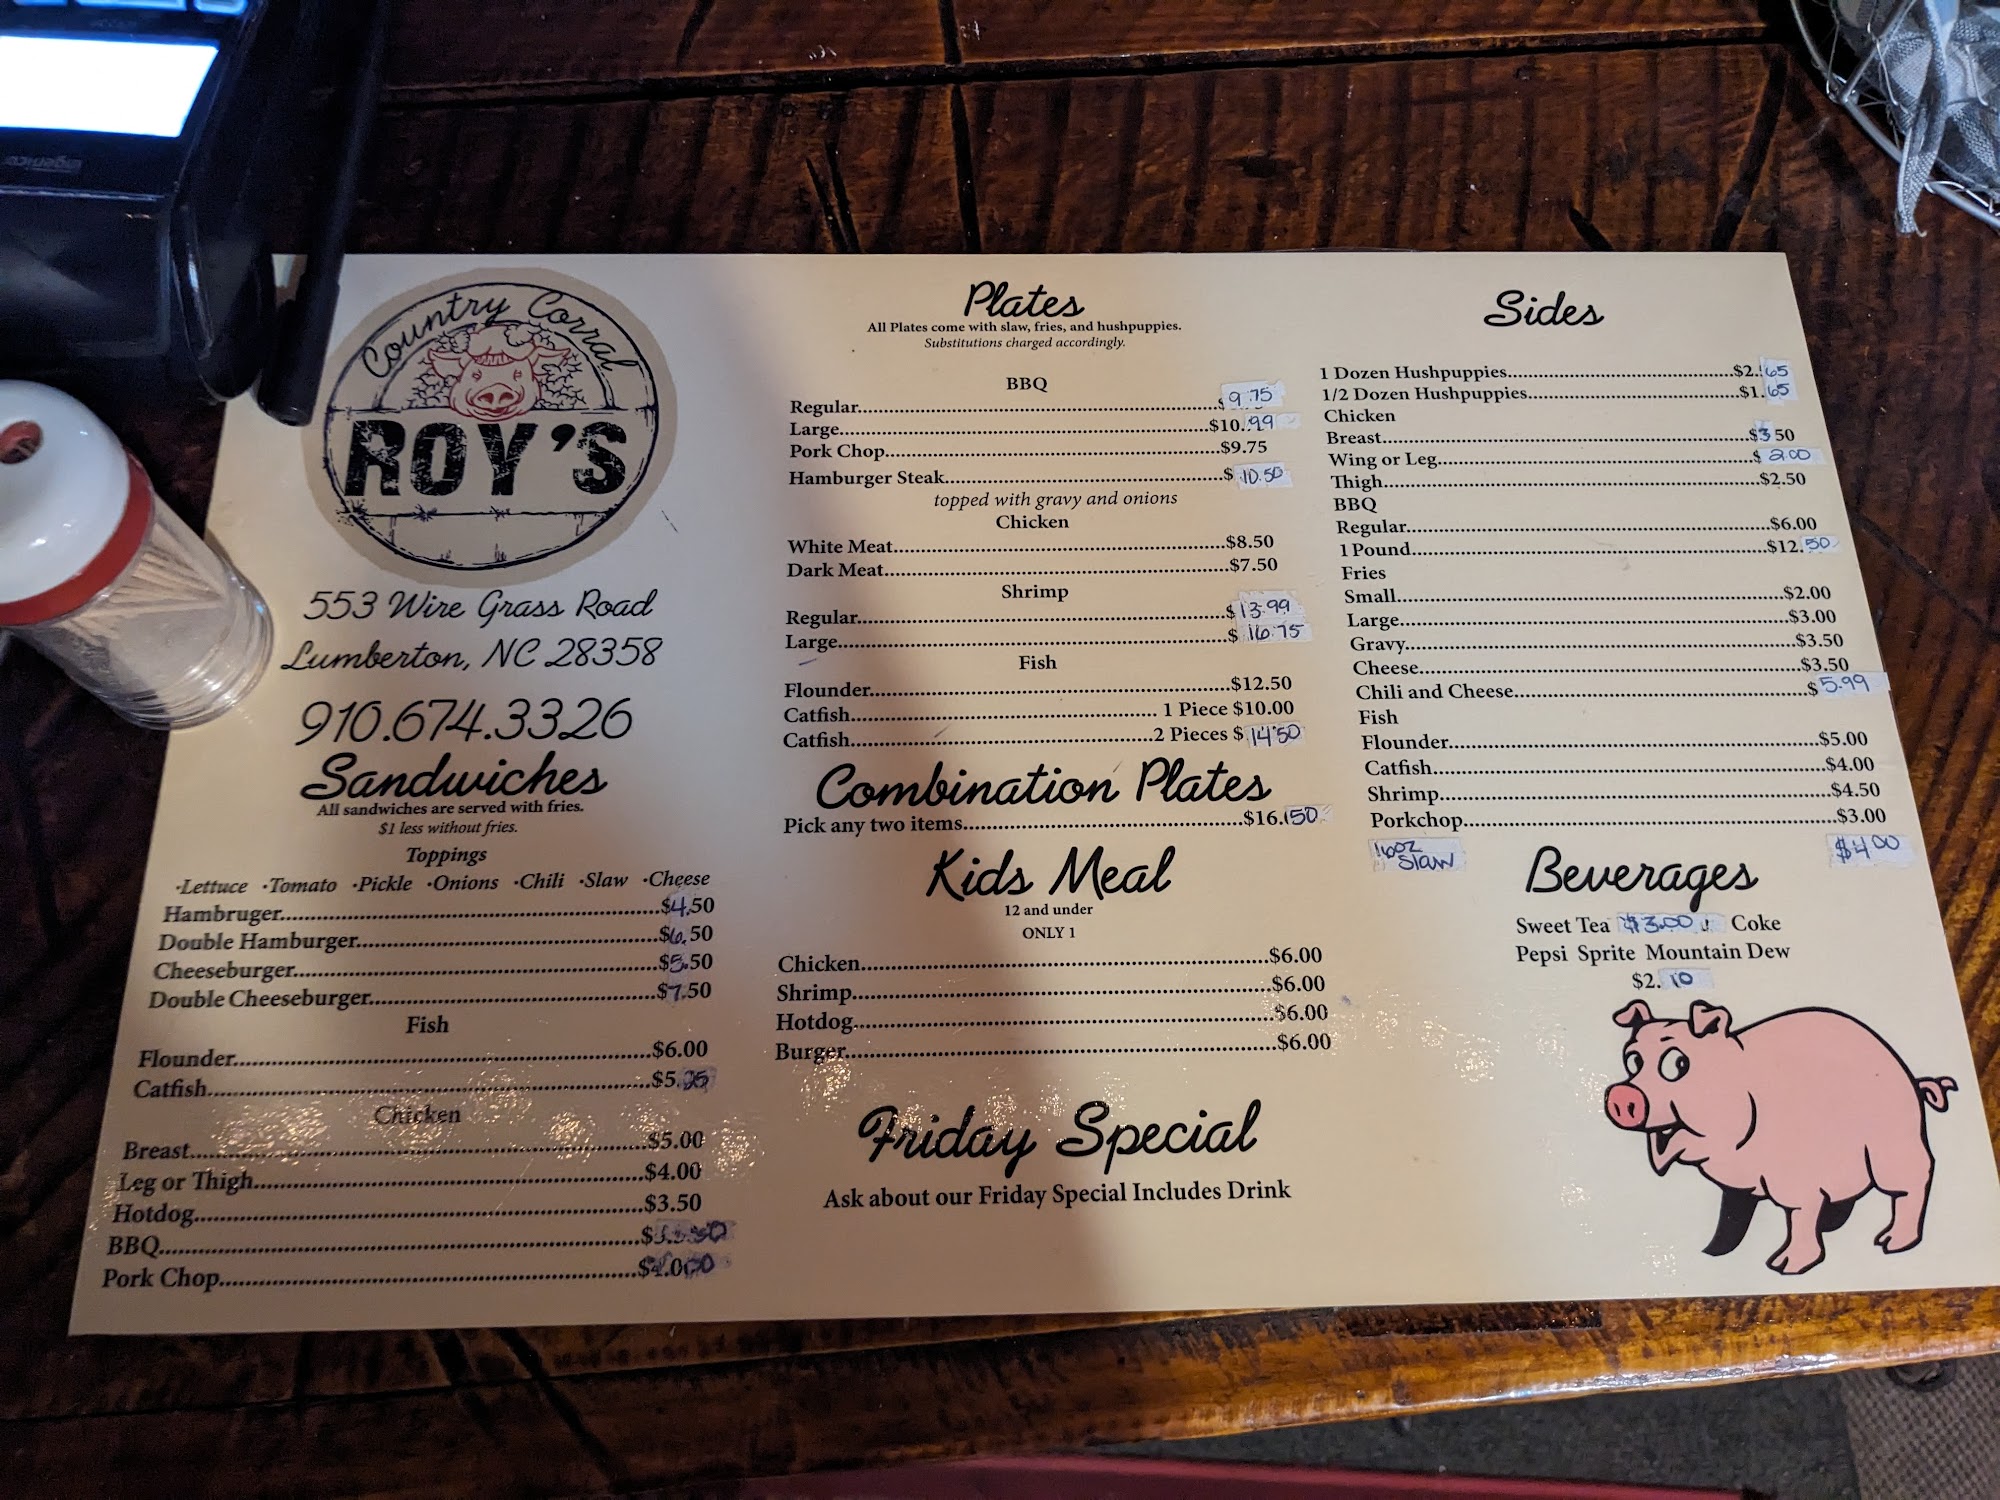 Country Corral
ROY'S
553 Wire Grass Road
Lumberton, NC 28358
910.674.3326
Sandwiches
All sandwiches are served with fries.
$1 less without fries.
Toppings
·Lettuce ·Tomato ·Pickle ·Onions ·Chili ·Slaw ·Cheese
Hambruger $4.50
Double Hamburger $6.50
Cheeseburger $5.50
Double Cheeseburger $7.50
Fish
Flounder $6.00
Catfish $5.25
Chicken
Breast $5.00
Leg or Thigh $4.00
Hotdog $3.50
BBQ
Pork Chop
Plates
All Plates come with slaw, fries, and hushpuppies.
Substitutions charged accordingly.
BBQ
Regular $9.75
Large $10.99
Pork Chop $9.75
Hamburger Steak $10.50
topped with gravy and onions
Chicken
White Meat $8.50
Dark Meat $7.50
Shrimp
Regular $13.99
Large $16.75
Fish
Flounder $12.50
Catfish 1 Piece $10.00
Catfish 2 Pieces $14.50
Combination Plates
Pick any two items $16.50
Kids Meal
12 and under
ONLY 1
Chicken $6.00
Shrimp $6.00
Hotdog $6.00
Burger $6.00
Friday Special
Ask about our Friday Special Includes Drink
Sides
1 Dozen Hushpuppies $2.65
1/2 Dozen Hushpuppies $1.65
Chicken
Breast $3.50
Wing or Leg $2.00
Thigh $2.50
BBQ
Regular $6.00
1 Pound $12.50
Fries
Small $2.00
Large $3.00
Gravy $3.50
Cheese $3.50
Chili and Cheese $5.99
Fish
Flounder $5.00
Catfish $4.00
Shrimp $4.50
Porkchop $3.00
16oz Slaw $4.00
Beverages
Sweet Tea $3.00 Coke
Pepsi Sprite Mountain Dew
$2.10